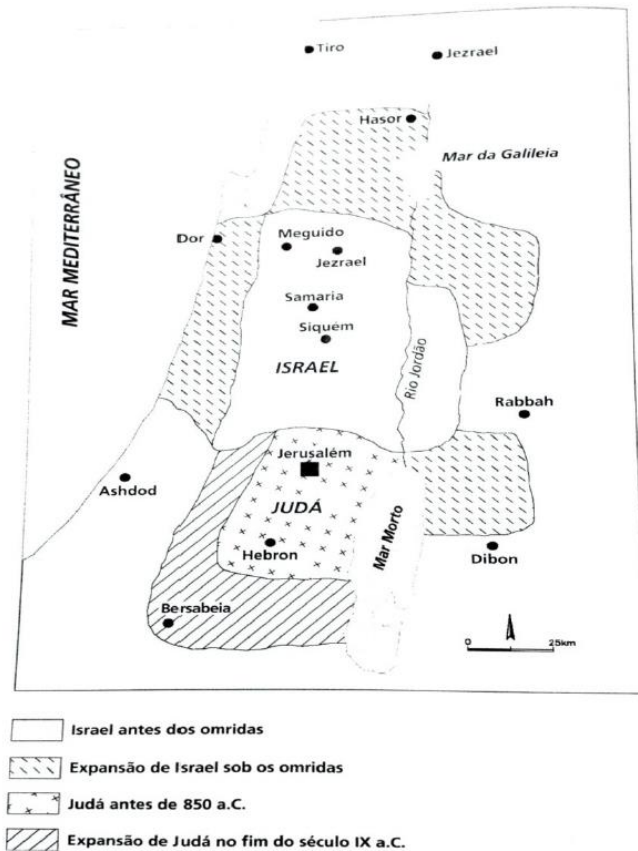 Tiro
Jezrael
Hasor
Mar da Galileia
MAR MEDITERRÂNEO
Dor
Meguido
Jezrael
Samaria
Siquém
ISRAEL
Rio Jordão
Rabbah
Jerusalém
Ashdod
JUDÁ
Mar Morto
Hebron
Dibon
Bersabeia
0 25km
Israel antes dos omridas
Expansão de Israel sob os omridas
Judá antes de 850 a.C.
Expansão de Judá no fim do século IX a.C.